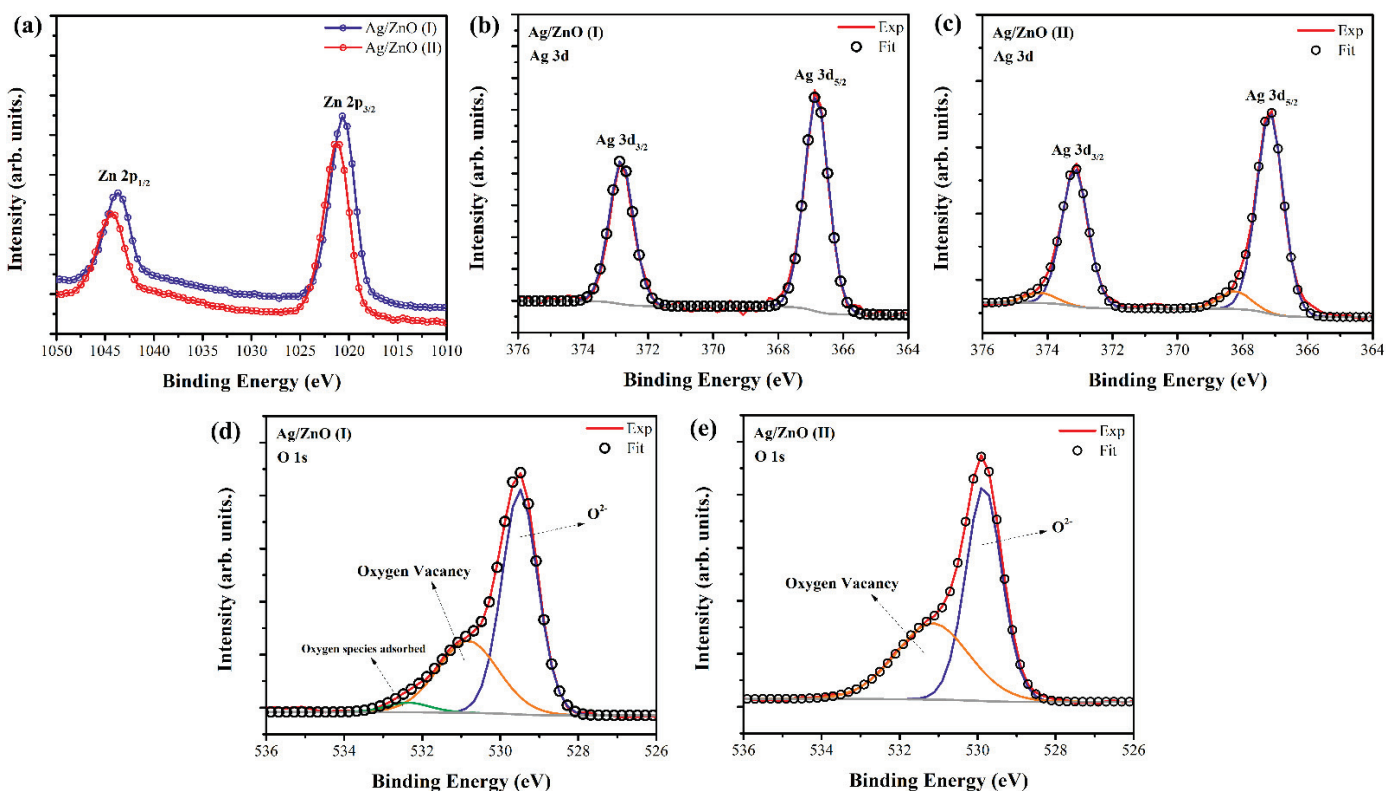 (a)
Ag/ZnO (I)
Ag/ZnO (II)
Zn 2p3/2
Zn 2p1/2
Intensity (arb. units.)
1050 1045 1040 1035 1030 1025 1020 1015 1010
Binding Energy (eV)
(b)
Ag/ZnO (I)
Ag 3d
Exp
Fit
Ag 3d5/2
Ag 3d3/2
Intensity (arb. units.)
376 374 372 370 368 366 364
Binding Energy (eV)
(c)
Ag/ZnO (II)
Ag 3d
Exp
Fit
Ag 3d5/2
Ag 3d3/2
Intensity (arb. units.)
376 374 372 370 368 366 364
Binding Energy (eV)
(d)
Ag/ZnO (I)
O 1s
Exp
Fit
O2-
Oxygen Vacancy
Oxygen species adsorbed
Intensity (arb. units.)
536 534 532 530 528 526
Binding Energy (eV)
(e)
Ag/ZnO (II)
O 1s
Exp
Fit
O2-
Oxygen Vacancy
Intensity (arb. units.)
536 534 532 530 528 526
Binding Energy (eV)